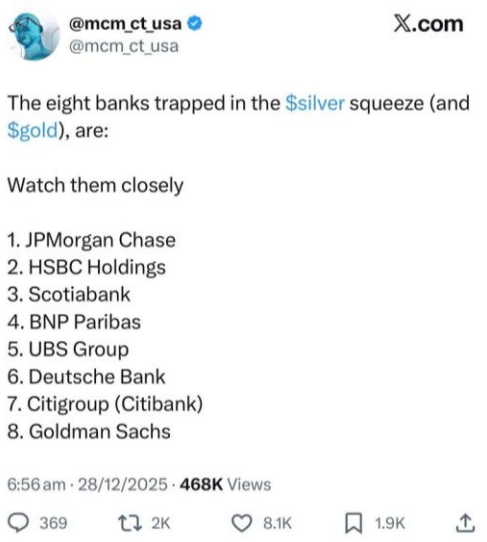 @mcm_ct_usa
X.com
@mcm_ct_usa
The eight banks trapped in the $silver squeeze (and
$gold), are:
Watch them closely
1. JPMorgan Chase
2. HSBC Holdings
3. Scotiabank
4. BNP Paribas
5. UBS Group
6. Deutsche Bank
7. Citigroup (Citibank)
8. Goldman Sachs
6:56 am · 28/12/2025 · 468K Views
369 2K 8.1K 1.9K